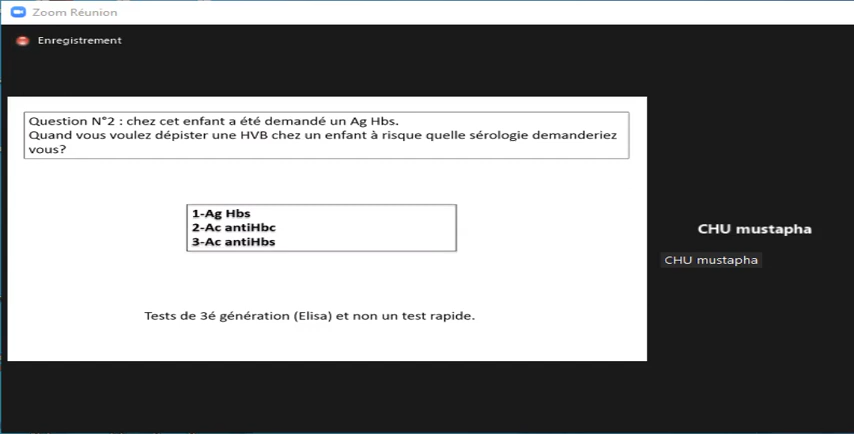 Zoom Réunion
Enregistrement
Question N°2 : chez cet enfant a été demandé un Ag Hbs.
Quand vous voulez dépister une HVB chez un enfant à risque quelle sérologie demanderiez
vous?
1-Ag Hbs
2-Ac antiHbc
3-Ac antiHbs
Tests de 3é génération (Elisa) et non un test rapide.
CHU mustapha
CHU mustapha